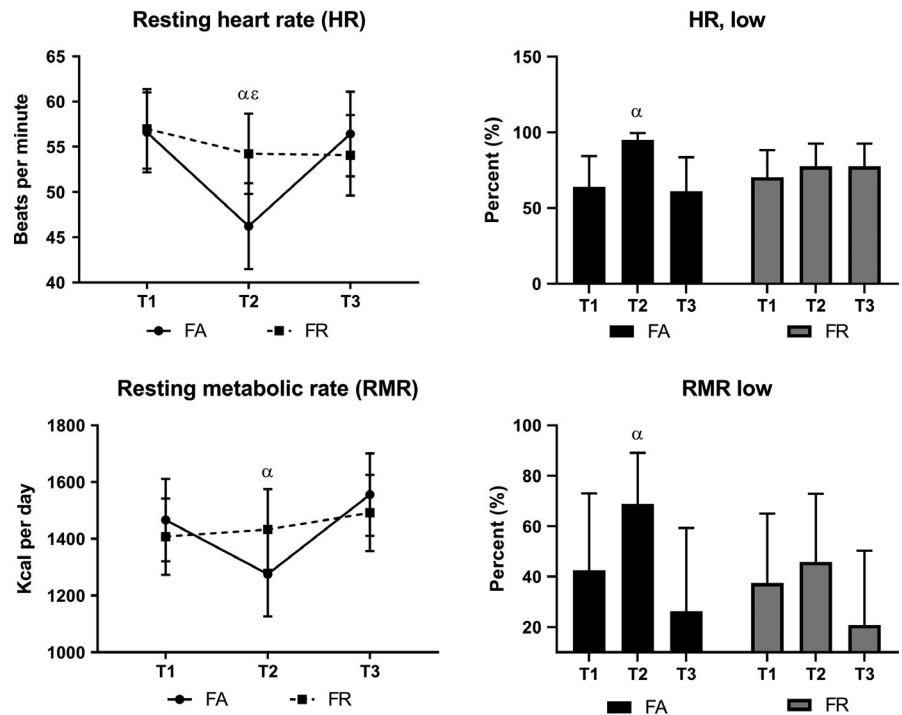 Resting heart rate (HR)
65
60
55
50
45
40
Beats per minute
αε
T1 T2 T3
FA FR
HR, low
150
100
50
0
Percent (%)
α
T1 T2 T3 T1 T2 T3
FA FR
Resting metabolic rate (RMR)
1800
1600
1400
1200
1000
Kcal per day
α
T1 T2 T3
FA FR
RMR low
100
80
60
40
20
Percent (%)
α
T1 T2 T3 T1 T2 T3
FA FR